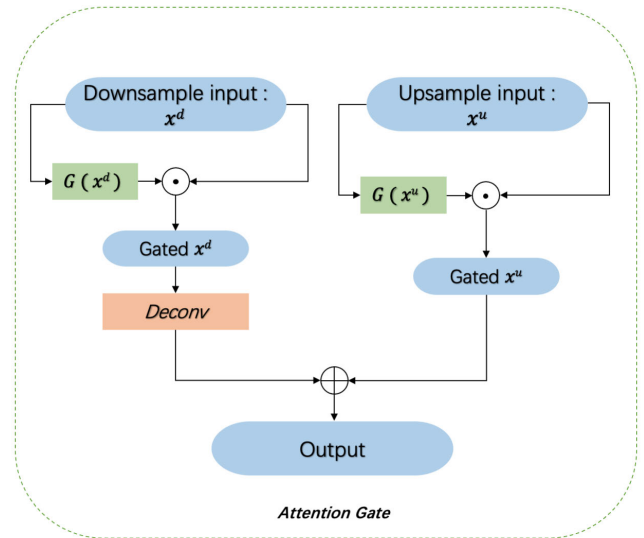 Downsample input :
x^d
Upsample input :
x^u
G ( x^d )
G ( x^u )
Gated x^d
Gated x^u
Deconv
Output
Attention Gate